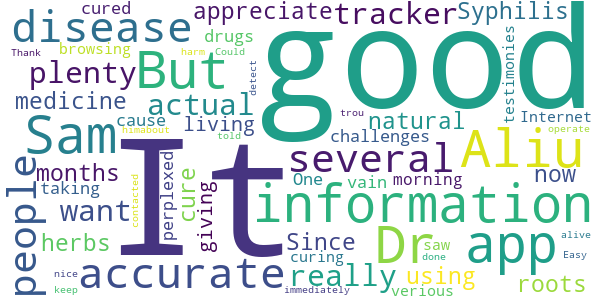 cured appreciate tracker Syphilis
disease
Thank browsing drugs Could
plenty But good
harm detect testimonies
medicine actual natural Internet
cause trou
Sam living challenges operate
himabout told
It several Aliu
people months perplexed One vain morning now
taking cure
contacted giving information
want
herbs Since Dr saw app alive
curing done Easy
accurate really using roots
nice
keep immediately verious